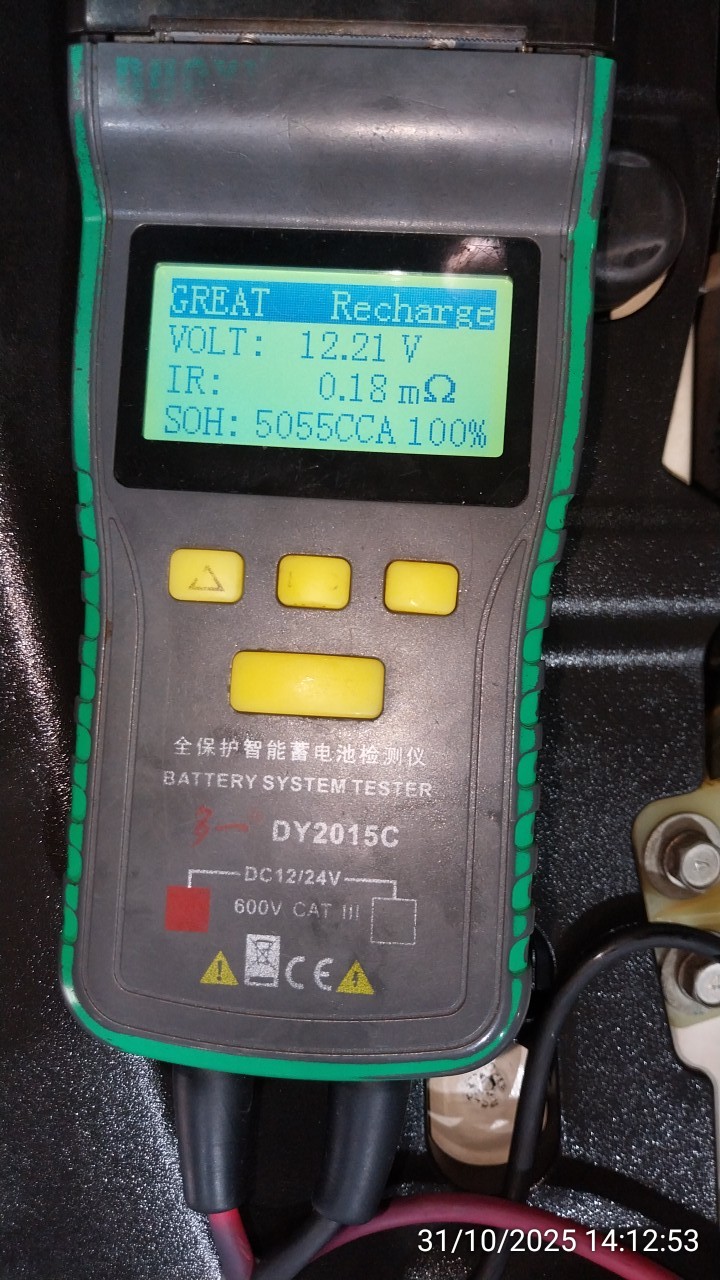 GREAT Recharge
VOLT: 12.21 V
IR: 0.18 mΩ
SOH: 5055CCA 100%
全保护智能蓄电池检测仪
BATTERY SYSTEM TESTER
DY2015C
DC12/24V
600V CAT III
CE
31/10/2025 14:12:53